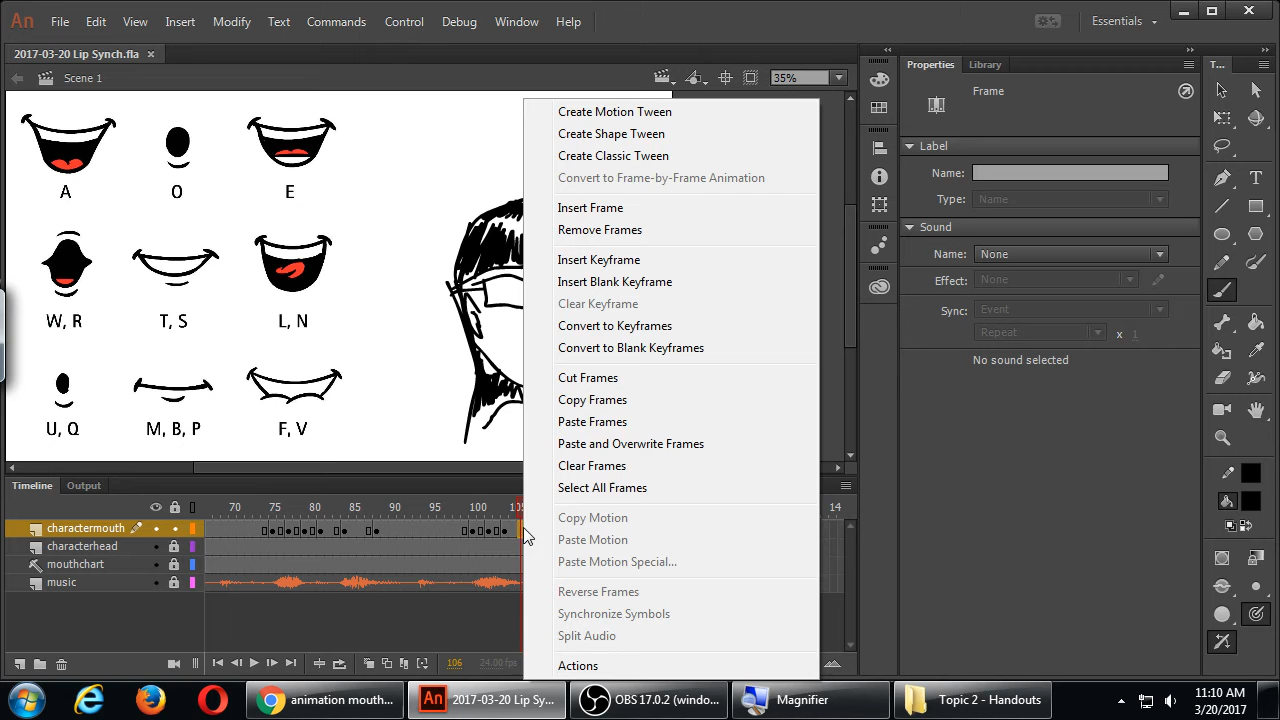 An File Edit View Insert Modify Text Commands Control Debug Window Help Essentials
2017-03-20 Lip Synch.fla
Scene 1 35%
A O E
W, R T, S L, N
U, Q M, B, P F, V
Create Motion Tween
Create Shape Tween
Create Classic Tween
Convert to Frame-by-Frame Animation
Insert Frame
Remove Frames
Insert Keyframe
Insert Blank Keyframe
Clear Keyframe
Convert to Keyframes
Convert to Blank Keyframes
Cut Frames
Copy Frames
Paste Frames
Paste and Overwrite Frames
Clear Frames
Select All Frames
Copy Motion
Paste Motion
Paste Motion Special...
Reverse Frames
Synchronize Symbols
Split Audio
Actions
Properties Library
Frame
Label
Name:
Type: Name
Sound
Name: None
Effect: None
Sync: Event
Repeat x 1
No sound selected
T...
Timeline Output
70 75 80 85 90 95 100 105 14
charactermouth
characterhead
mouthchart
music
106 24.00 fps
animation mouth...
An 2017-03-20 Lip Sy...
OBS 17.0.2 (windo...
Magnifier
Topic 2 - Handouts
11:10 AM
3/20/2017